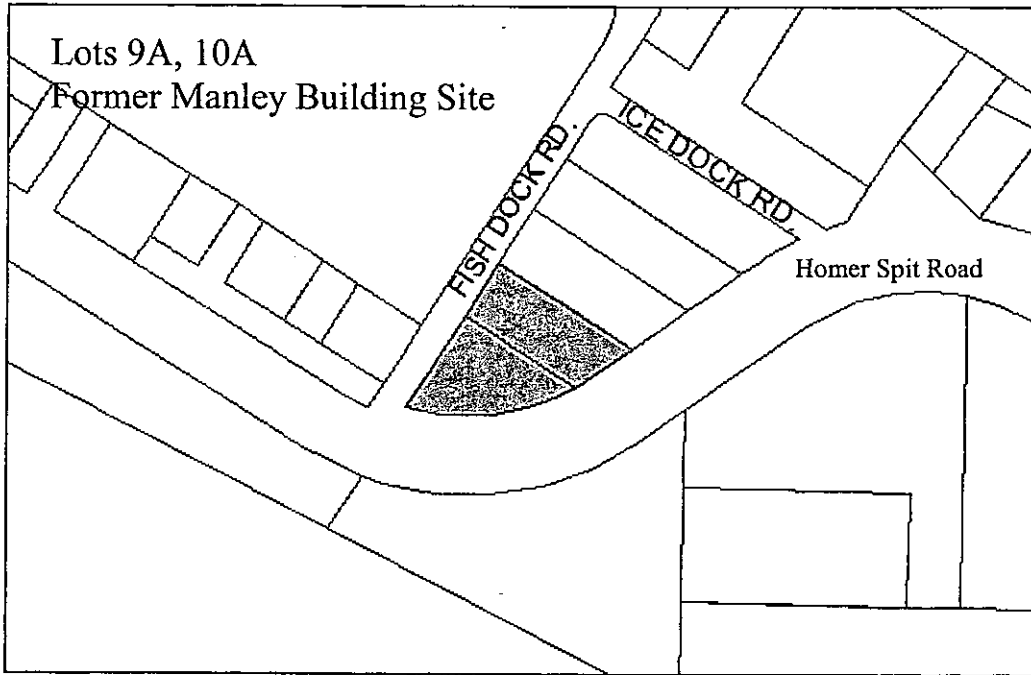 Lots 9A, 10A
Former Manley Building Site
FISH DOCK RD.
ICE DOCK RD.
Homer Spit Road